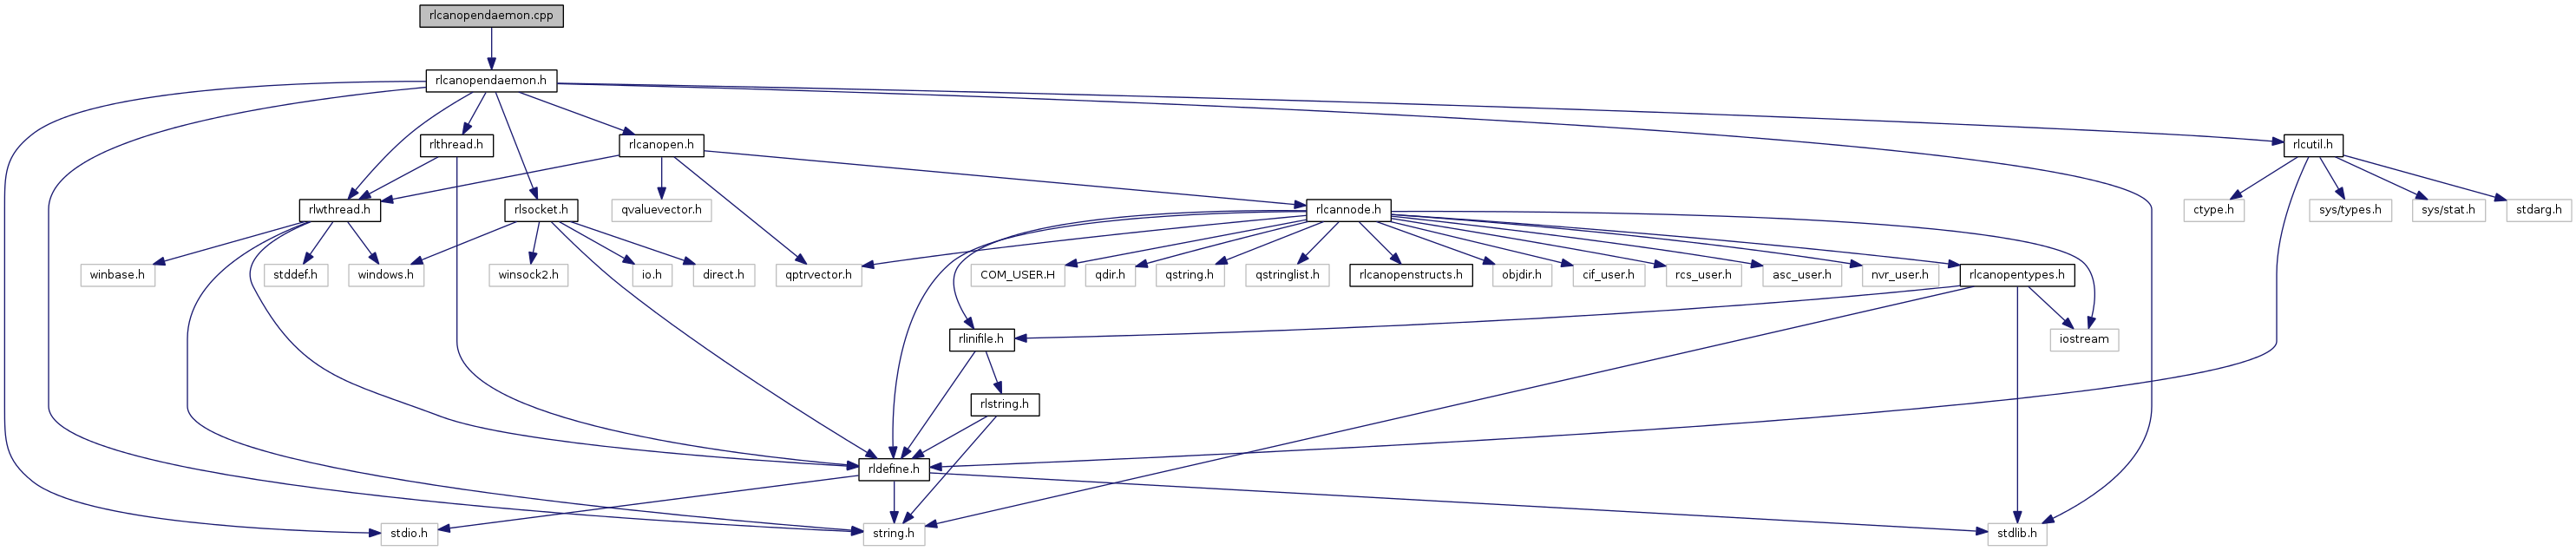 rlcanopendaemon.cpp
rlcanopendaemon.h
rlthread.h
rlcanopen.h
rlcutil.h
rlwthread.h
rlsocket.h
qvaluevector.h
rlcannode.h
ctype.h
sys/types.h
sys/stat.h
stdarg.h
winbase.h
stddef.h
windows.h
winsock2.h
io.h
direct.h
qptrvector.h
COM_USER.H
qdir.h
qstring.h
qstringlist.h
rlcanopenstructs.h
objdir.h
cif_user.h
rcs_user.h
asc_user.h
nvr_user.h
rlcanopentypes.h
rlinifile.h
iostream
rlstring.h
rldefine.h
stdio.h
string.h
stdlib.h